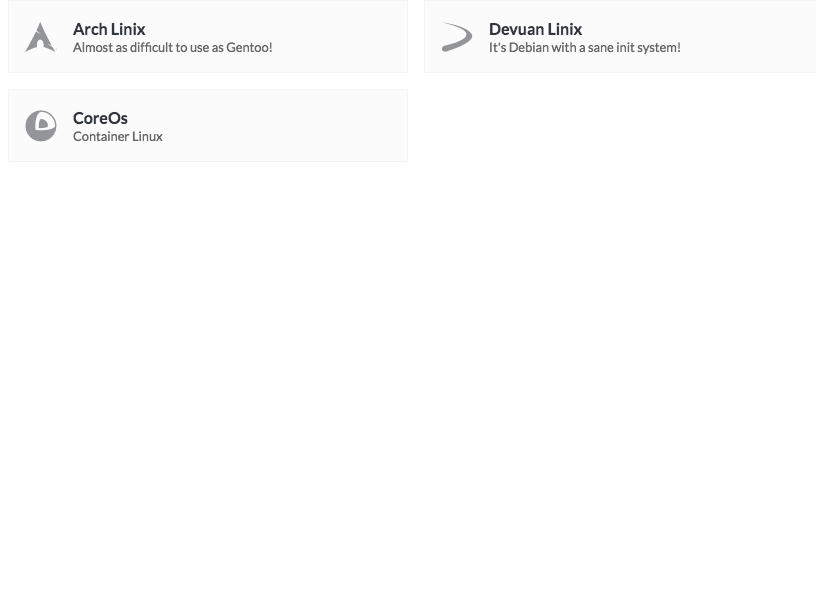 Arch Linix
Almost as difficult to use as Gentoo!
Devuan Linix
It's Debian with a sane init system!
CoreOs
Container Linux